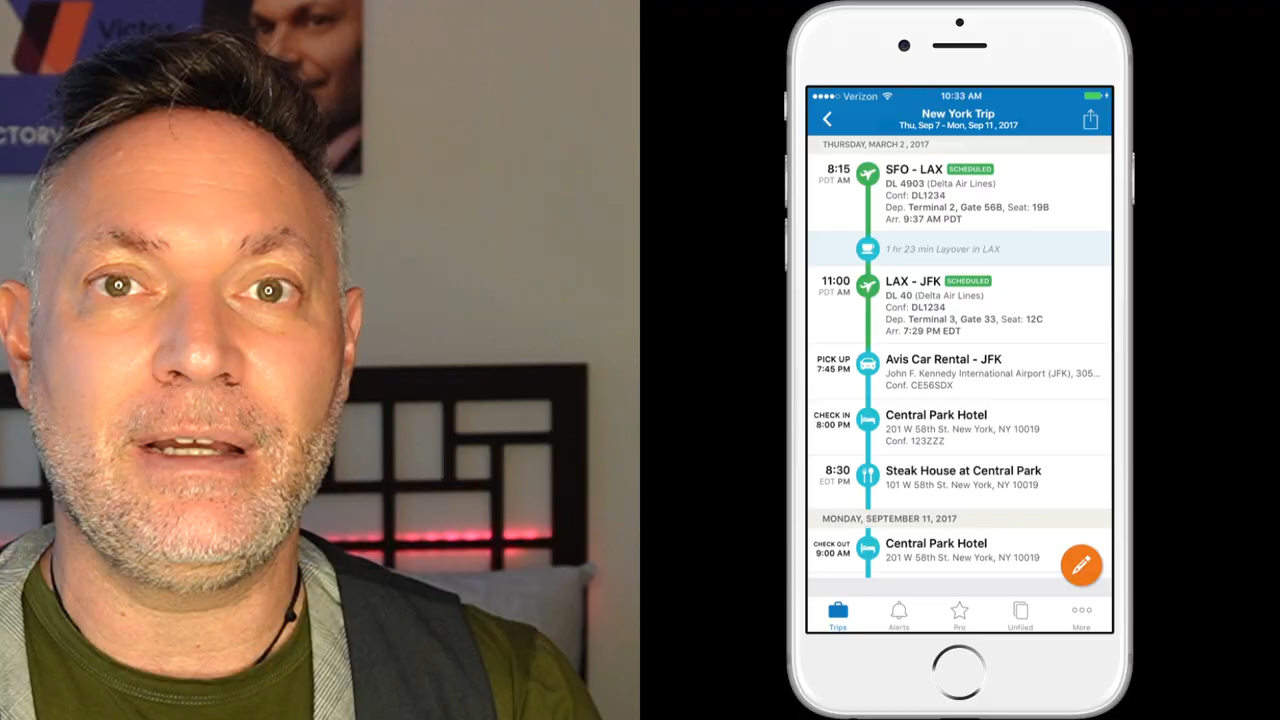 Victor
CTORY
Verizon
10:33 AM
New York Trip
Thu, Sep 7 - Mon, Sep 11, 2017
THURSDAY, MARCH 2, 2017
8:15
PDT AM
SFO - LAX SCHEDULED
DL 4903 (Delta Air Lines)
Conf: DL1234
Dep. Terminal 2, Gate 56B, Seat: 19B
Arr. 9:37 AM PDT
1 hr 23 min Layover in LAX
11:00
PDT AM
LAX - JFK SCHEDULED
DL 40 (Delta Air Lines)
Conf: DL1234
Dep. Terminal 3, Gate 33, Seat: 12C
Arr. 7:29 PM EDT
PICK UP
7:45 PM
Avis Car Rental - JFK
John F. Kennedy International Airport (JFK), 305...
Conf. CE56SDX
CHECK IN
8:00 PM
Central Park Hotel
201 W 58th St. New York, NY 10019
Conf. 123ZZZ
8:30
EDT PM
Steak House at Central Park
101 W 58th St. New York, NY 10019
MONDAY, SEPTEMBER 11, 2017
CHECK OUT
9:00 AM
Central Park Hotel
201 W 58th St. New York, NY 10019
Trips
Alerts
Pro
Unfiled
More